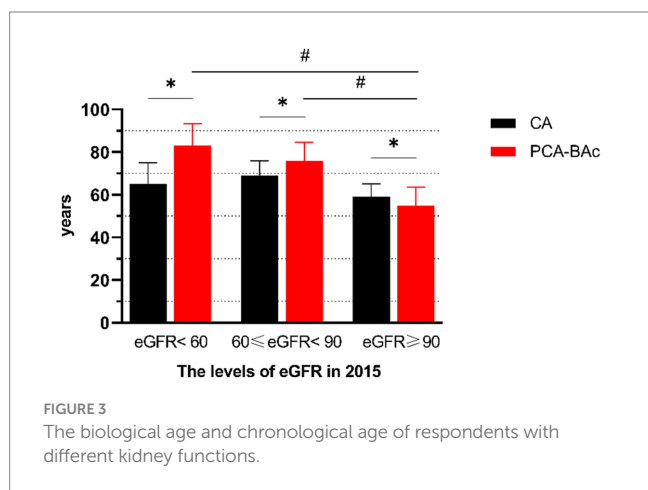 #
* #
*
*
100
80
60
40
20
0
years
CA
PCA-BAc
eGFR< 60 60≤eGFR< 90 eGFR≥90
The levels of eGFR in 2015
FIGURE 3
The biological age and chronological age of respondents with
different kidney functions.